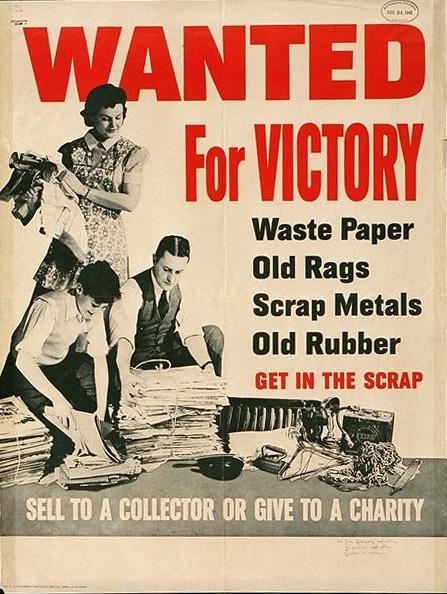 WANTED
For VICTORY
Waste Paper
Old Rags
Scrap Metals
Old Rubber
GET IN THE SCRAP
SELL TO A COLLECTOR OR GIVE TO A CHARITY